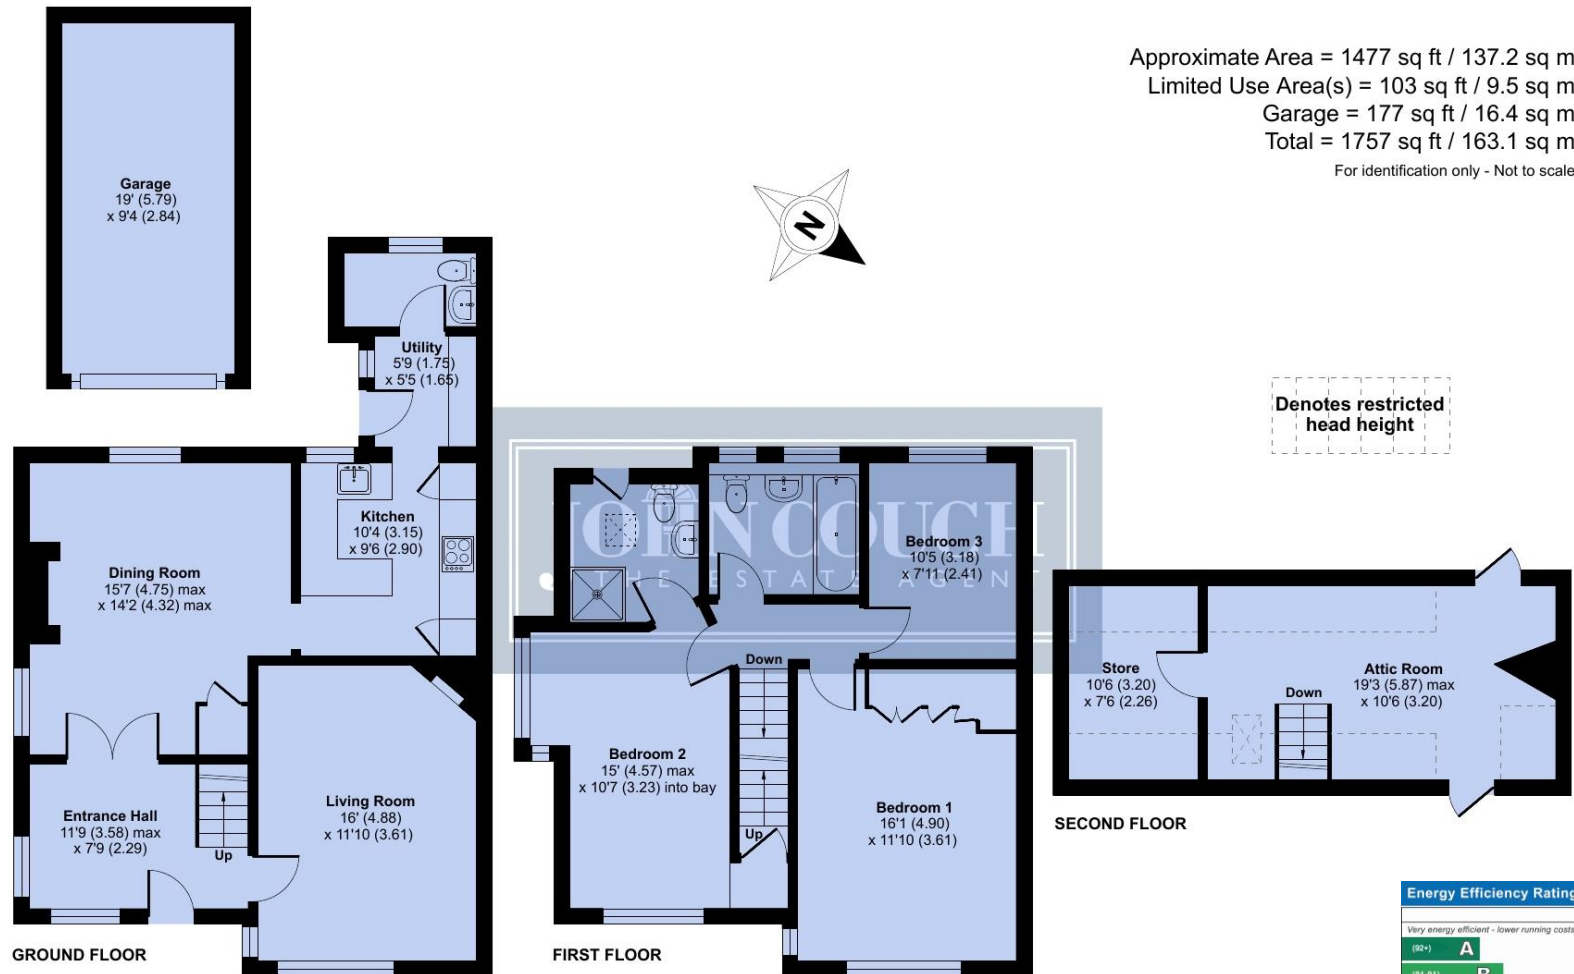 Approximate Area = 1477 sq ft / 137.2 sq m
Limited Use Area(s) = 103 sq ft / 9.5 sq m
Garage = 177 sq ft / 16.4 sq m
Total = 1757 sq ft / 163.1 sq m
For identification only - Not to scale
Garage
19' (5.79)
x 9'4 (2.84)
N
Utility
5'9 (1.75)
x 5'5 (1.65)
Denotes restricted
head height
Kitchen
10'4 (3.15)
x 9'6 (2.90)
Dining Room
15'7 (4.75) max
x 14'2 (4.32) max
JOHN COUCH
THE ESTATE AGENT
Bedroom 3
10'5 (3.18)
x 7'11 (2.41)
Down
Store
10'6 (3.20)
x 7'6 (2.26)
Attic Room
19'3 (5.87) max
x 10'6 (3.20)
Down
Entrance Hall
11'9 (3.58) max
x 7'9 (2.29)
Up
Living Room
16' (4.88)
x 11'10 (3.61)
Bedroom 2
15' (4.57) max
x 10'7 (3.23) into bay
Up
Bedroom 1
16'1 (4.90)
x 11'10 (3.61)
SECOND FLOOR
GROUND FLOOR
FIRST FLOOR
Energy Efficiency Rating
Very energy efficient - lower running costs
(92+) A
B